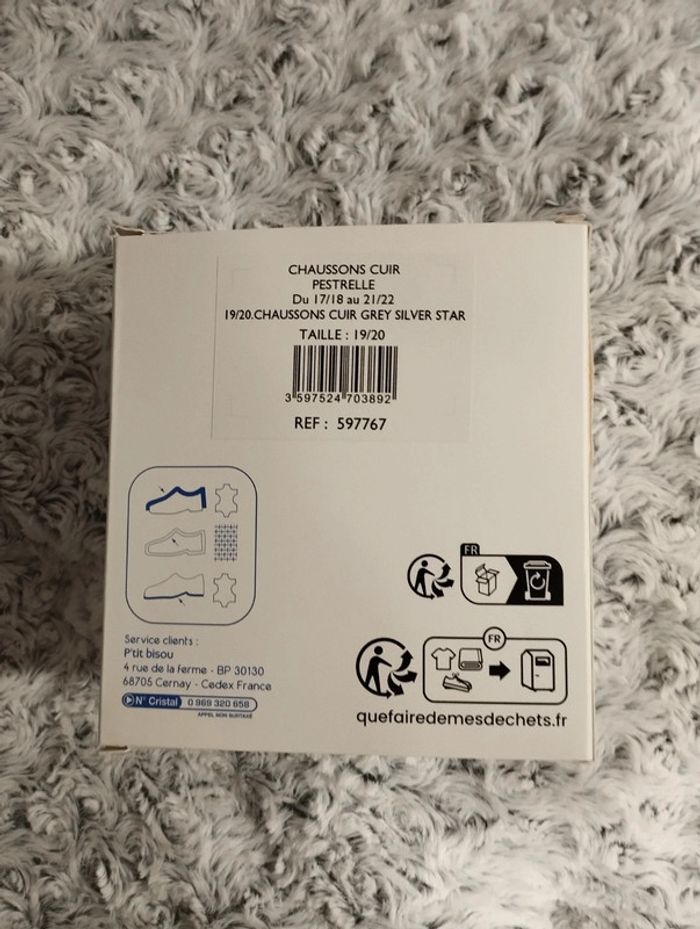 CHAUSSONS CUIR
PESTRELLE
Du 17/18 au 21/22
19/20.CHAUSSONS CUIR GREY SILVER STAR
TAILLE : 19/20
3 597524 703892
REF : 597767
FR
Service clients :
P'tit bisou
4 rue de la ferme - BP 30130
68705 Cernay - Cedex France
N° Cristal 0 969 320 658
APPEL NON SURTAXÉ
FR
quefairedemesdechets.fr